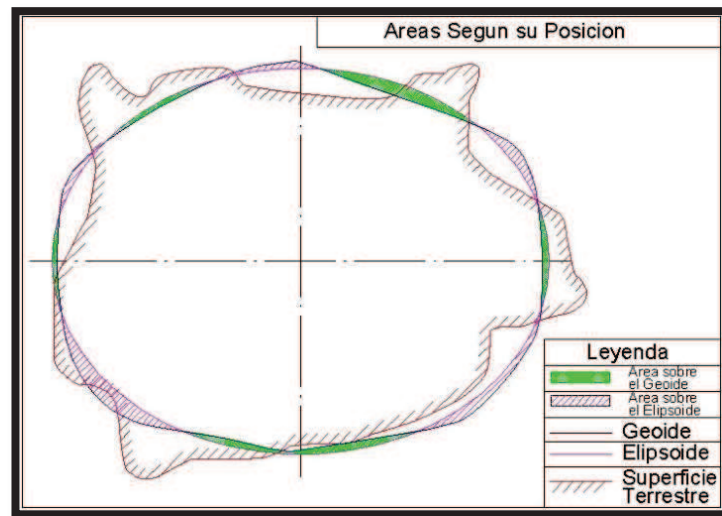 Areas Segun su Posicion
Leyenda
Area sobre
el Geoide
Area sobre
el Elipsoide
Geoide
Elipsoide
Superficie
Terrestre